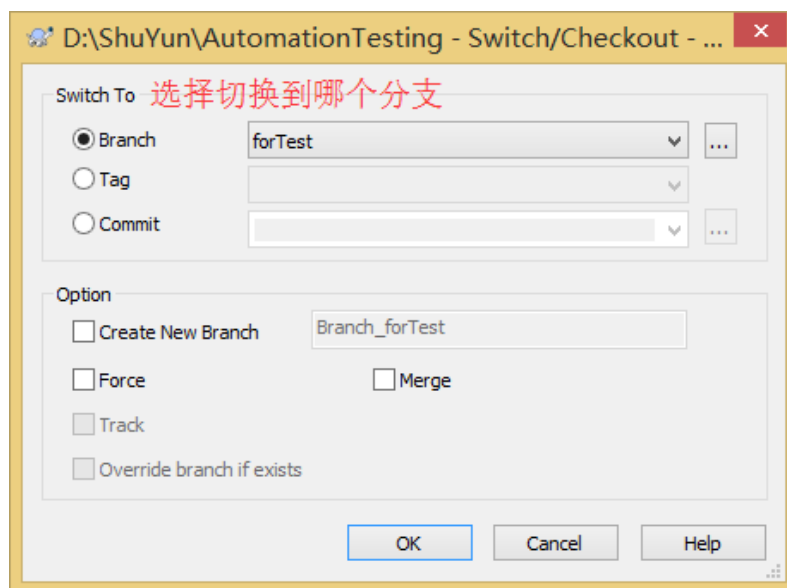 D:\ShuYun\AutomationTesting - Switch/Checkout - ...
Switch To 选择切换到哪个分支
Branch forTest ...
Tag
Commit ...
Option
Create New Branch Branch_forTest
Force Merge
Track
Override branch if exists
OK Cancel Help